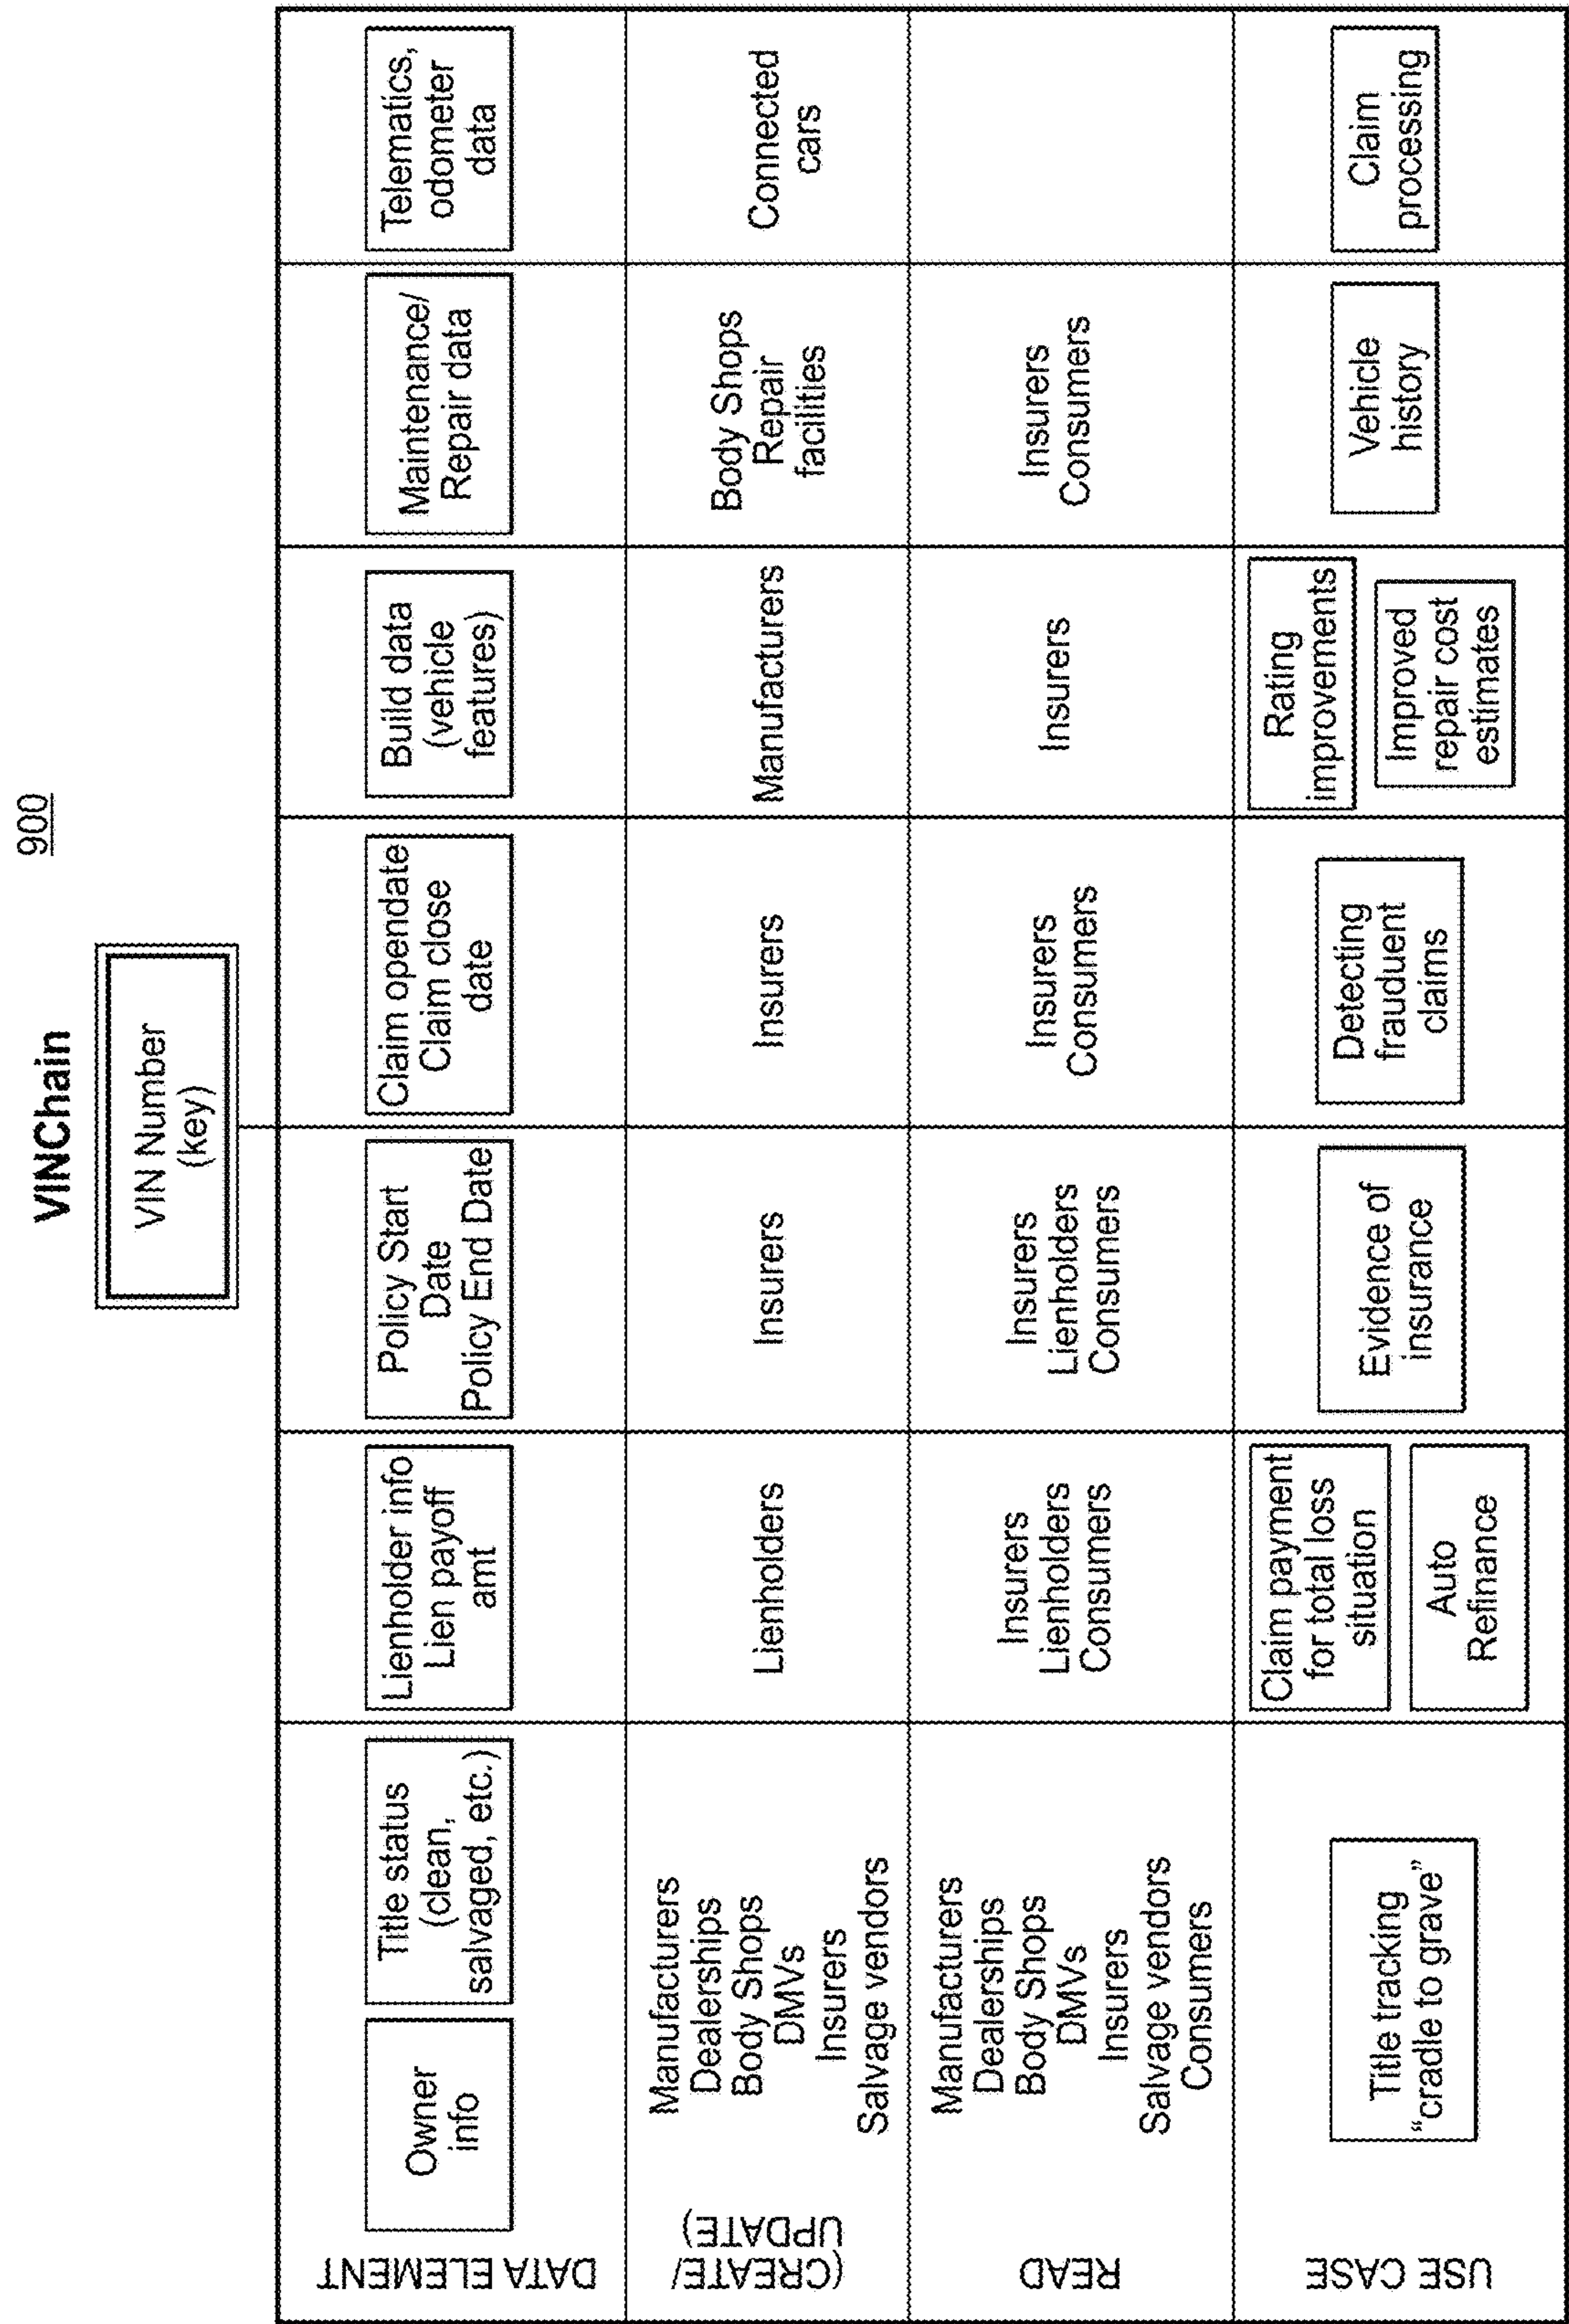 900
VINChain
VIN Number
(key)
DATA ELEMENT
Owner
info
Title status
(clean,
salvaged, etc.)
Lienholder info
Lien payoff
amt
Policy Start
Date
Policy End Date
Claim opendate
Claim close
date
Build data
(vehicle
features)
Maintenance/
Repair data
Telematics,
odometer
data
(CREATE/
UPDATE)
Manufacturers
Dealerships
Body Shops
DMVs
Insurers
Salvage vendors
Lienholders
Insurers
Insurers
Manufacturers
Body Shops
Repair
facilities
Connected
cars
READ
Manufacturers
Dealerships
Body Shops
DMVs
Insurers
Salvage vendors
Consumers
Insurers
Lienholders
Consumers
Insurers
Lienholders
Consumers
Insurers
Consumers
Insurers
Insurers
Consumers
USE CASE
Title tracking
“cradle to grave”
Claim payment
for total loss
situation
Auto
Refinance
Evidence of
insurance
Detecting
frauduent
claims
Rating
improvements
Improved
repair cost
estimates
Vehicle
history
Claim
processing